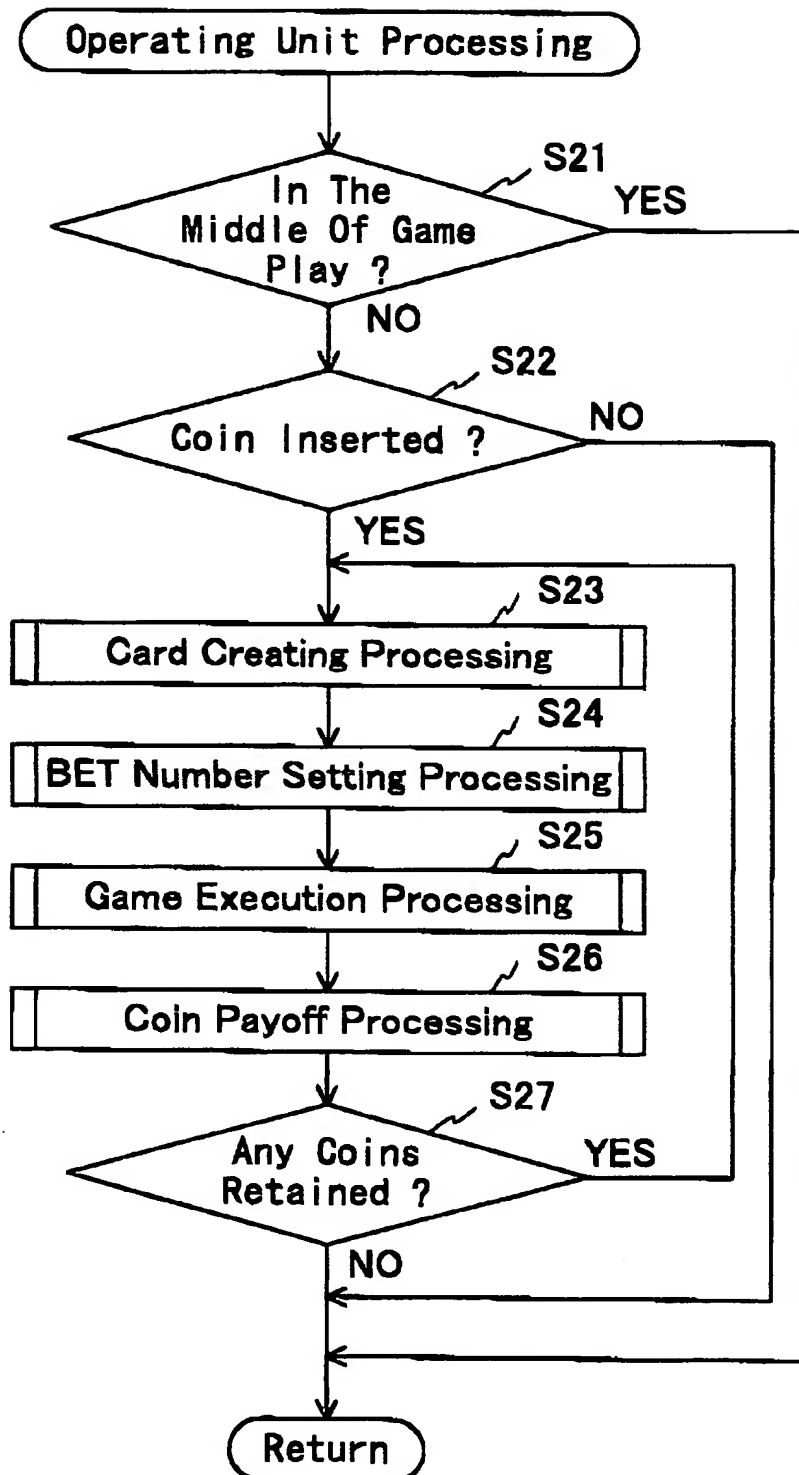 Operating Unit Processing
S21
In The
Middle Of Game
Play ?
YES
NO
S22
Coin Inserted ?
NO
YES
S23
Card Creating Processing
S24
BET Number Setting Processing
S25
Game Execution Processing
S26
Coin Payoff Processing
S27
Any Coins
Retained ?
YES
NO
Return